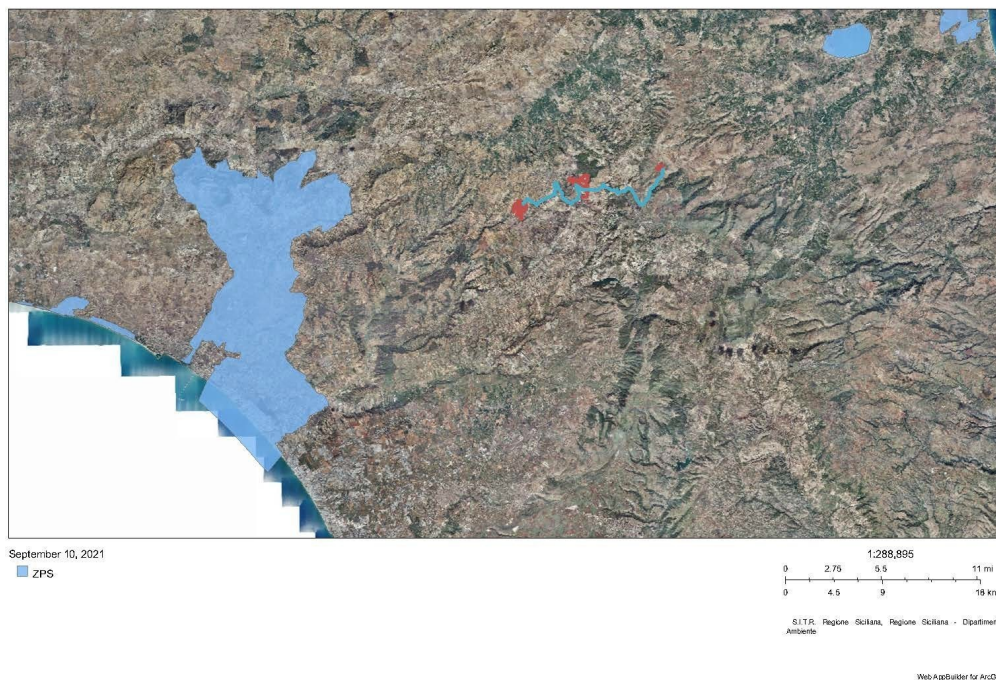 September 10, 2021
ZPS
1:288,895
0 2.75 5.5 11 mi
0 4.5 9 18 km
S.I.T.R. Regione Siciliana, Regione Siciliana - Dipartimen
Ambiente
Web AppBuilder for ArcG